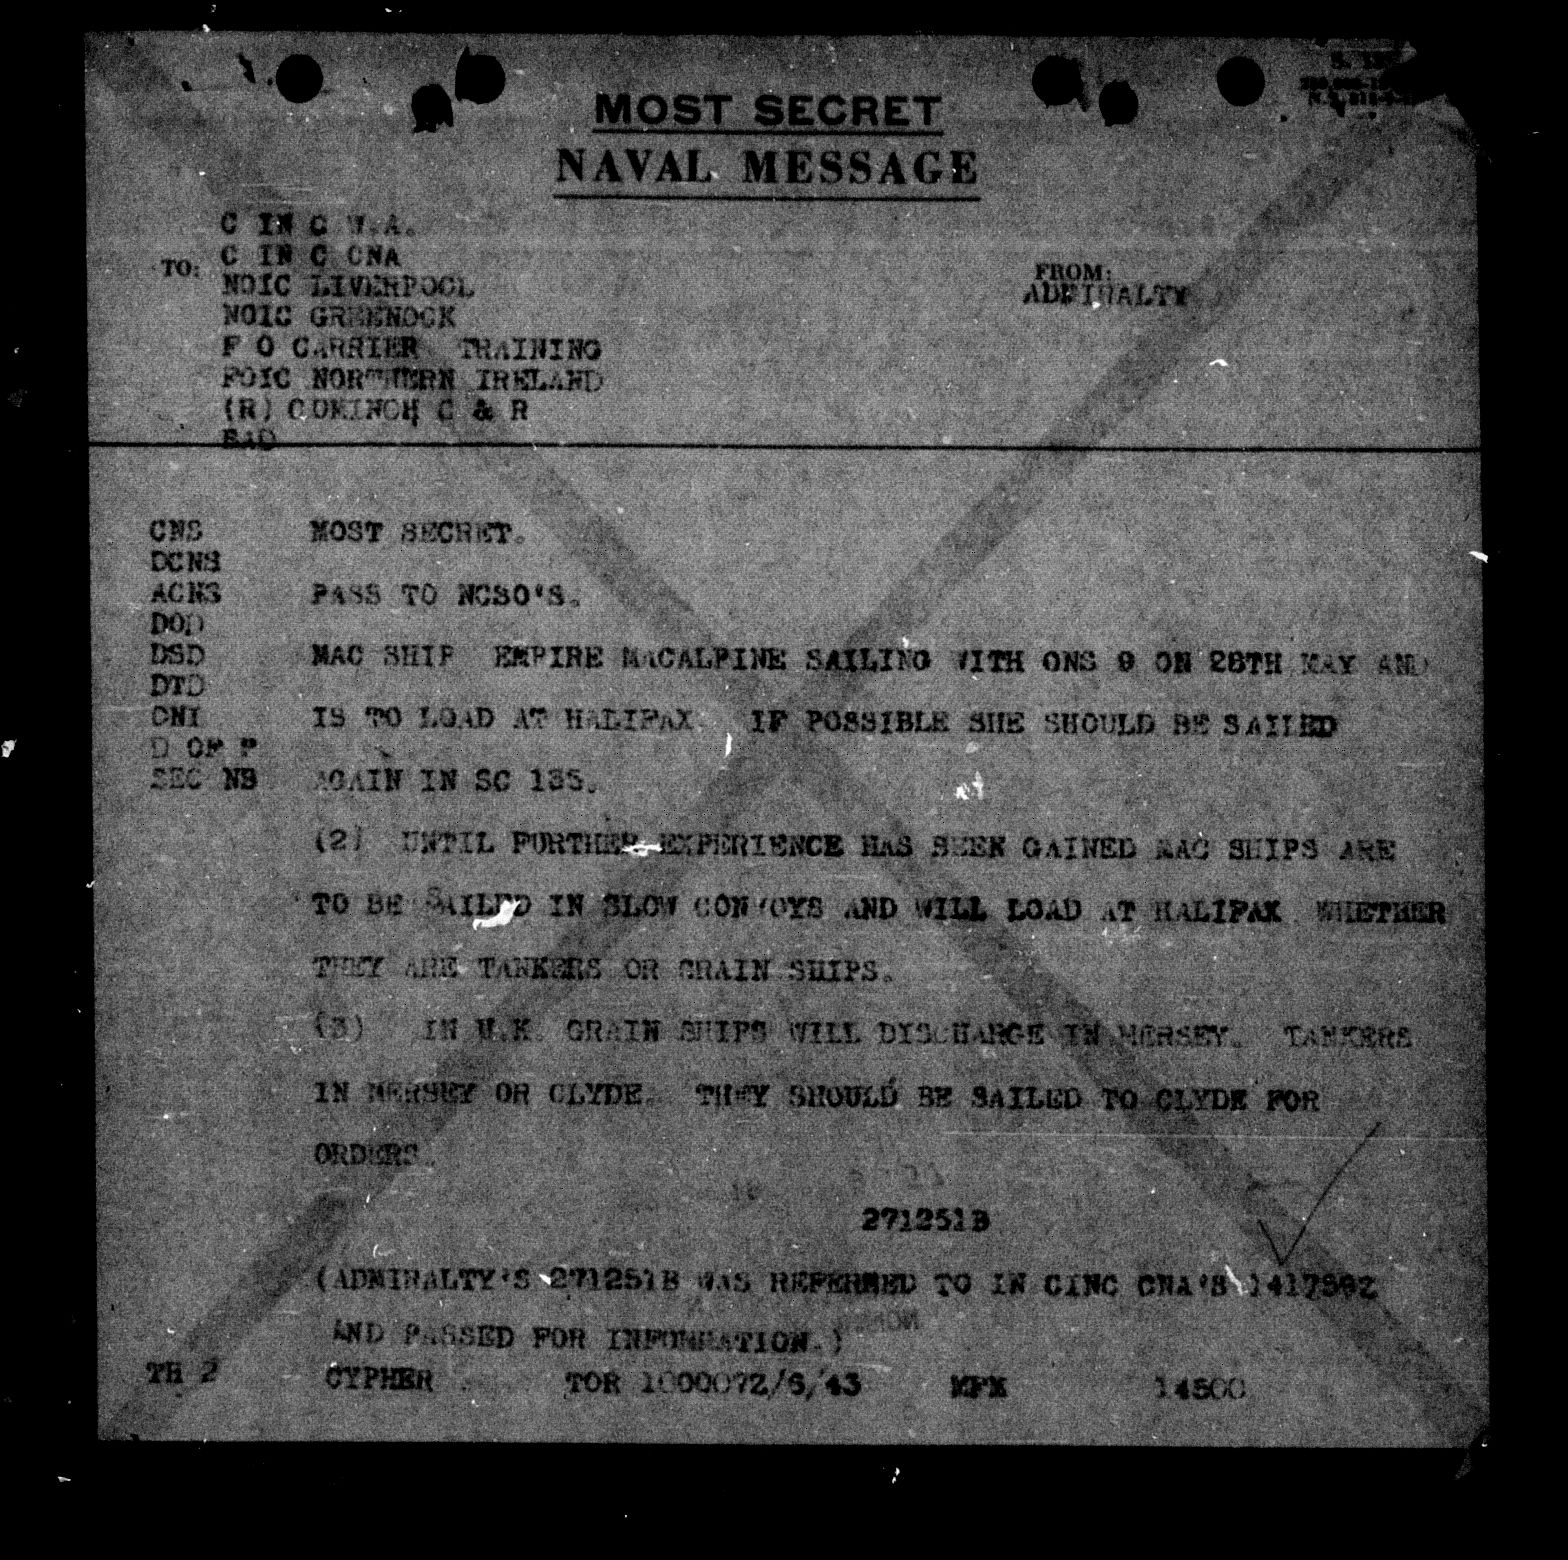 MOST SECRET
NAVAL MESSAGE
C IN C W.A.
TO: C IN C CNA
NOIC LIVERPOOL
NOIC GREENOCK
F O CARRIER TRAINING
FOIC NORTHERN IRELAND
(R) COMINCH C & R
BAD
FROM:
ADMIRALTY
CNS MOST SECRET.
DCNS
ACNS PASS TO NCSO'S.
DOD
DSD MAC SHIP EMPIRE MACALPINE SAILING WITH ONS 9 ON 28TH MAY AND
DTD
DNI IS TO LOAD AT HALIFAX. IF POSSIBLE SHE SHOULD BE SAILED
D OF P
SEC NB AGAIN IN SC 135.
(2) UNTIL FURTHER EXPERIENCE HAS BEEN GAINED MAC SHIPS ARE
TO BE SAILED IN SLOW CONVOYS AND WILL LOAD AT HALIFAX WHETHER
THEY ARE TANKERS OR GRAIN SHIPS.
(3) IN U.K. GRAIN SHIPS WILL DISCHARGE IN MERSEY. TANKERS
IN MERSEY OR CLYDE. THEY SHOULD BE SAILED TO CLYDE FOR
ORDERS.
271251B
(ADMIRALTY'S 271251B WAS REFERRED TO IN CINC CNA'S
AND PASSED FOR INFORMATION.)
TH 2 CYPHER TOR 100007Z/6/43 MFM 14500